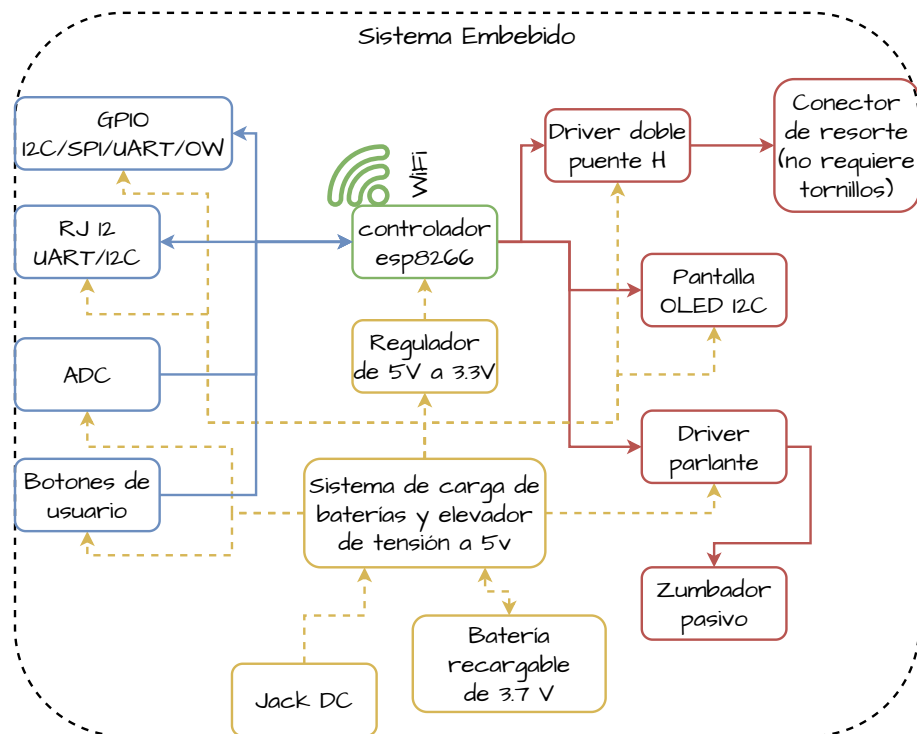 Sistema Embebido
GPIO
I2C/SPI/UART/OW
RJ 12
UART/I2C
ADC
Botones de
usuario
WiFi
controlador
esp8266
Regulador
de 5V a 3.3V
Sistema de carga de
baterías y elevador
de tensión a 5v
Jack DC
Batería
recargable
de 3.7 V
Driver doble
puente H
Conector
de resorte
(no requiere
tornillos)
Pantalla
OLED I2C
Driver
parlante
Zumbador
pasivo